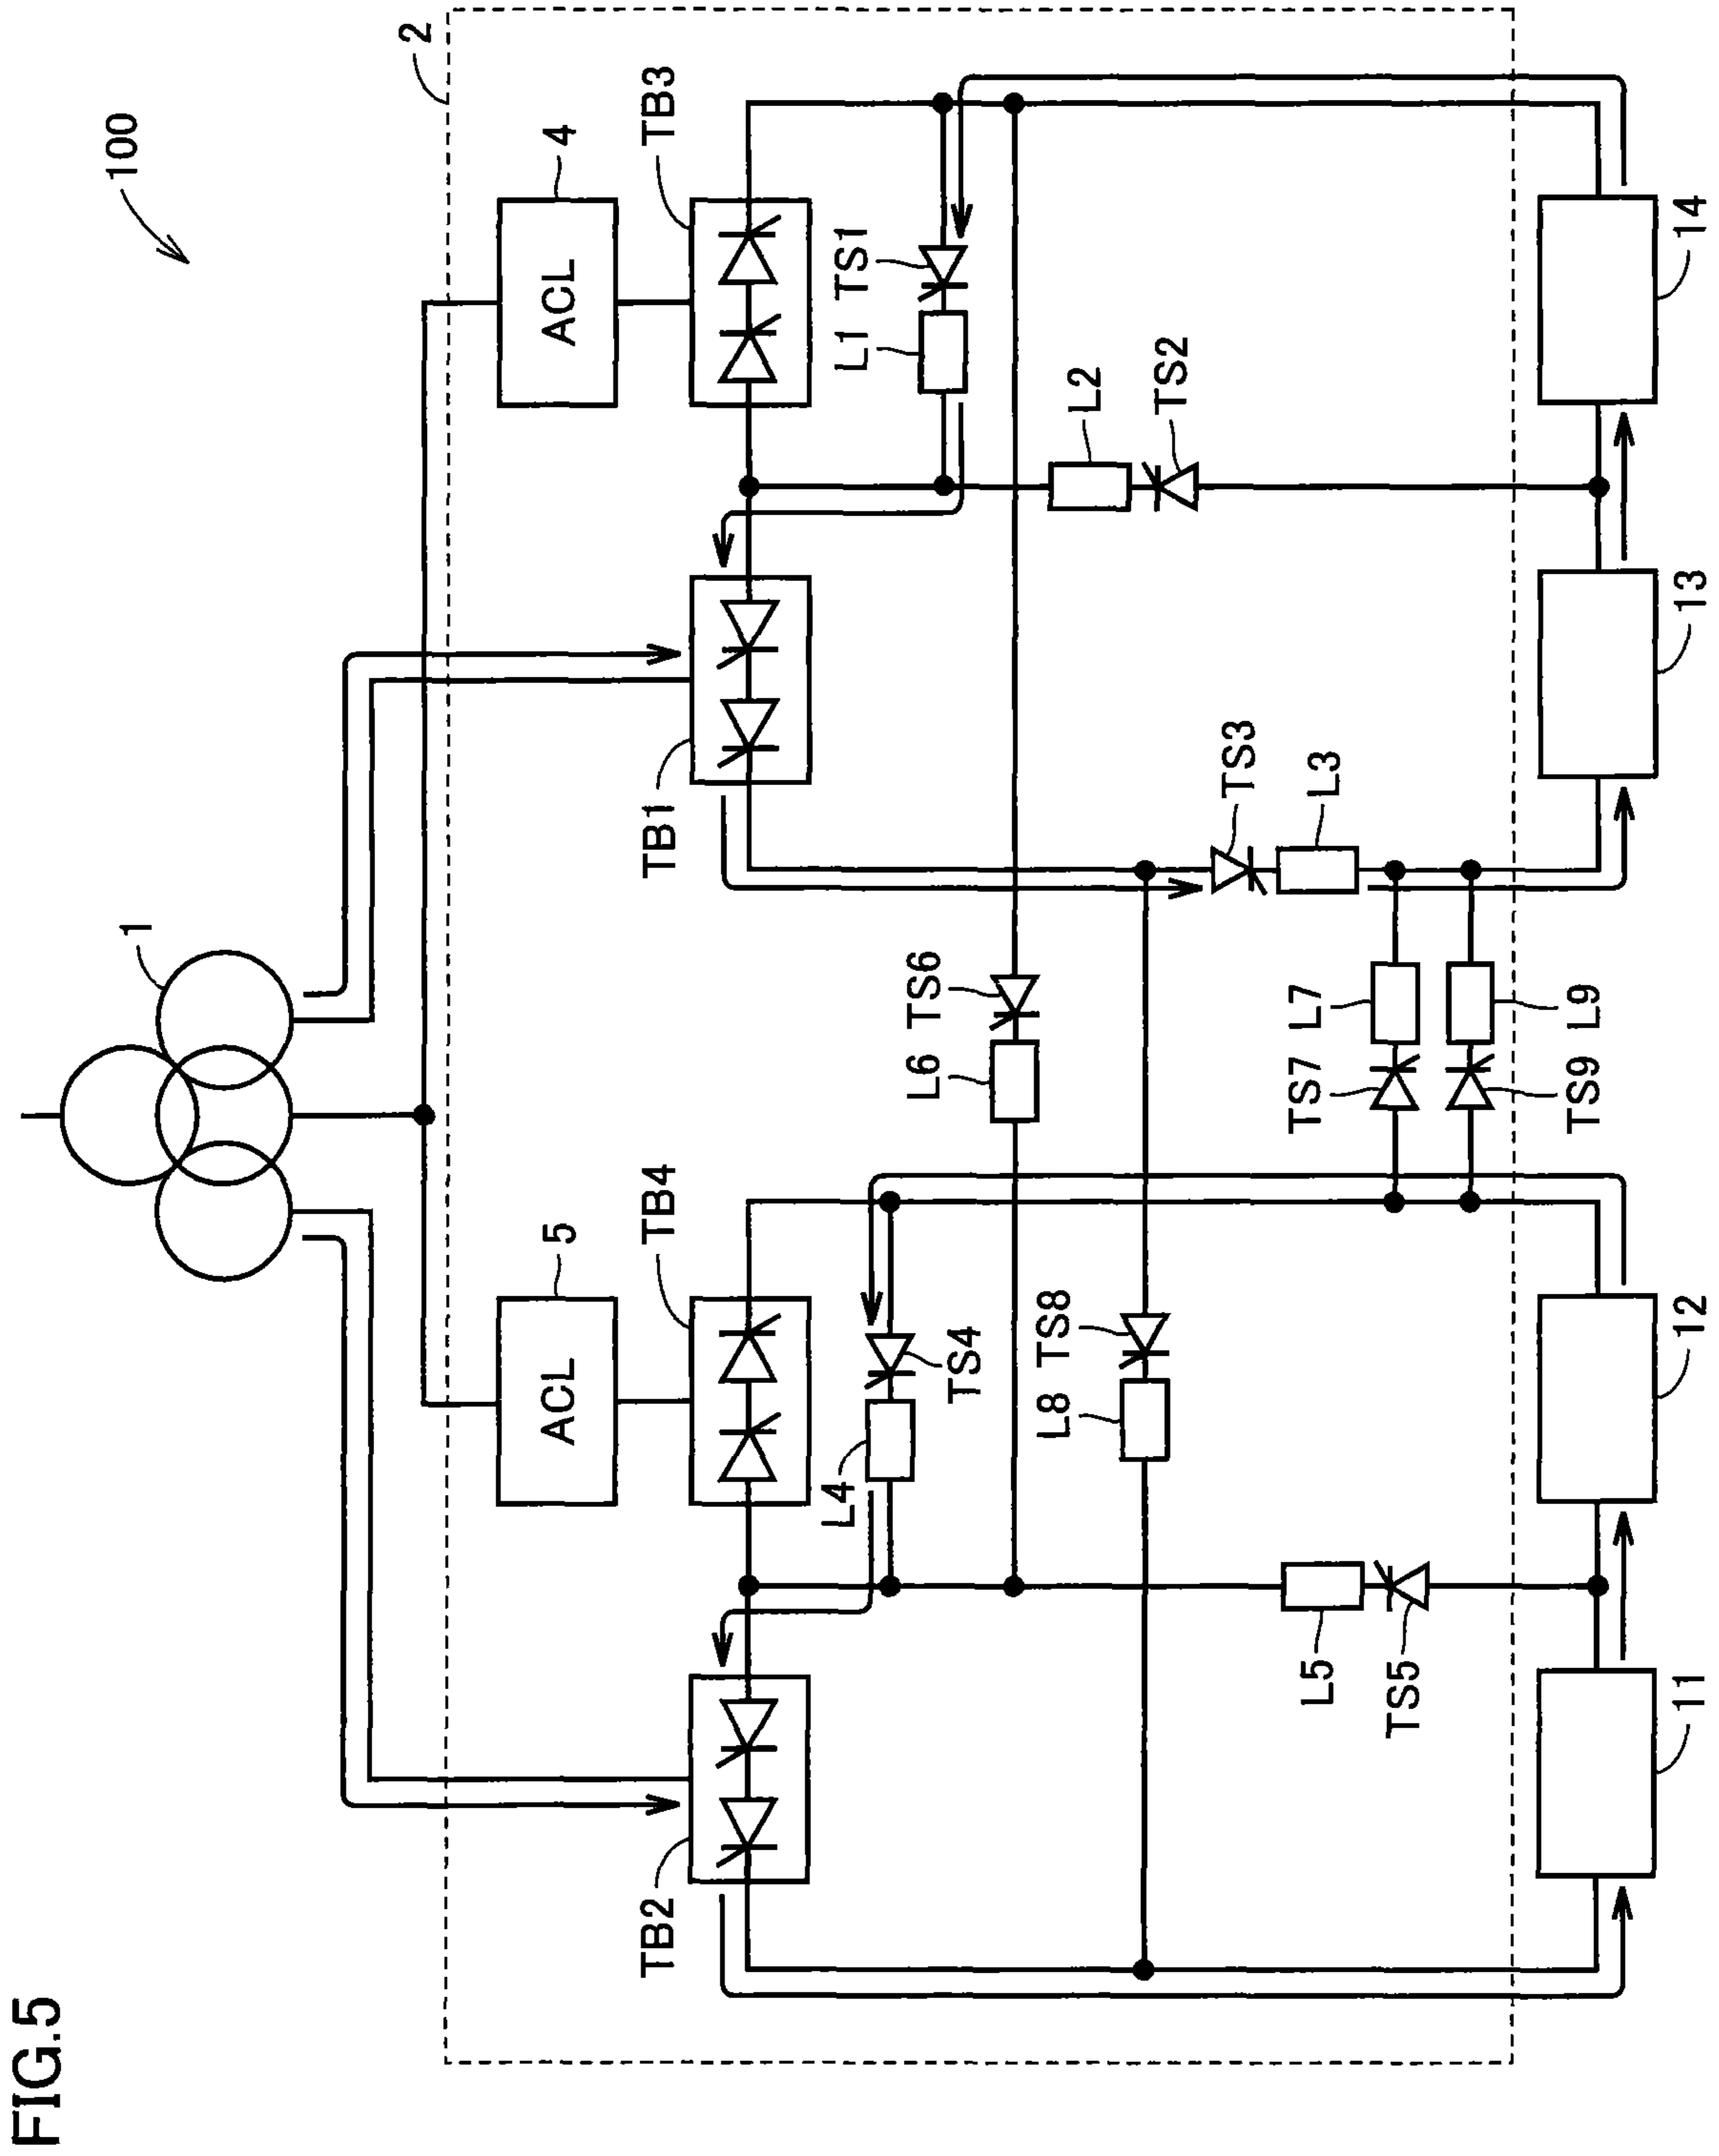 FIG.5
100
1
2
ACL
4
ACL
5
TB3
TB1
TB4
TB2
TS1
L1
L2
TS2
TS3
L3
TS6
L6
L7
TS7
L9
TS9
TS4
L4
TS8
L8
L5
TS5
14
13
12
11